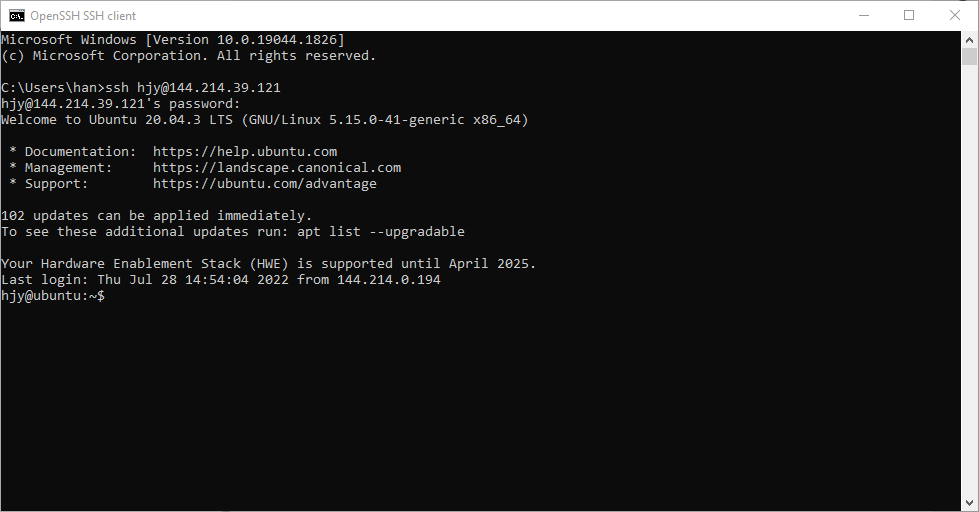 OpenSSH SSH client
Microsoft Windows [Version 10.0.19044.1826]
(c) Microsoft Corporation. All rights reserved.
C:\Users\han>ssh hjy@144.214.39.121
hjy@144.214.39.121's password:
Welcome to Ubuntu 20.04.3 LTS (GNU/Linux 5.15.0-41-generic x86_64)
* Documentation:  https://help.ubuntu.com
* Management:     https://landscape.canonical.com
* Support:        https://ubuntu.com/advantage
102 updates can be applied immediately.
To see these additional updates run: apt list --upgradable
Your Hardware Enablement Stack (HWE) is supported until April 2025.
Last login: Thu Jul 28 14:54:04 2022 from 144.214.0.194
hjy@ubuntu:~$